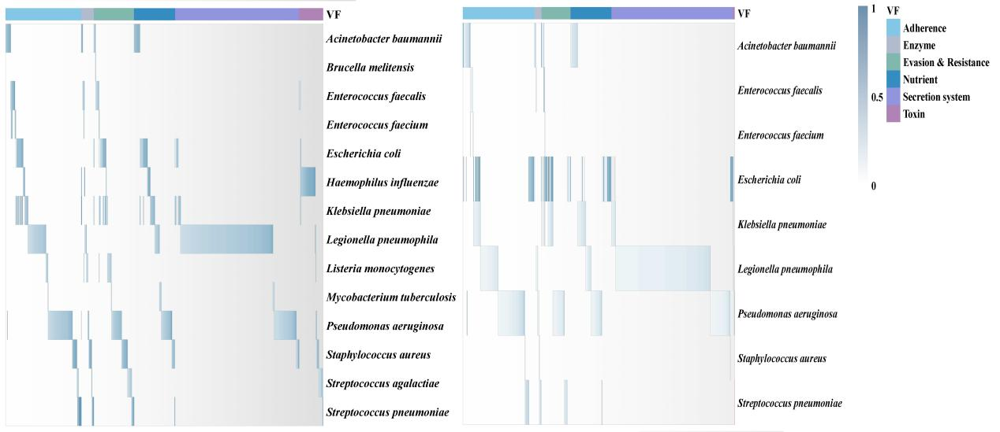 VF
Acinetobacter baumannii
Brucella melitensis
Enterococcus faecalis
Enterococcus faecium
Escherichia coli
Haemophilus influenzae
Klebsiella pneumoniae
Legionella pneumophila
Listeria monocytogenes
Mycobacterium tuberculosis
Pseudomonas aeruginosa
Staphylococcus aureus
Streptococcus agalactiae
Streptococcus pneumoniae
VF
Acinetobacter baumannii
Enterococcus faecalis
Enterococcus faecium
Escherichia coli
Klebsiella pneumoniae
Legionella pneumophila
Pseudomonas aeruginosa
Staphylococcus aureus
Streptococcus pneumoniae
1
0.5
0
VF
Adherence
Enzyme
Evasion & Resistance
Nutrient
Secretion system
Toxin